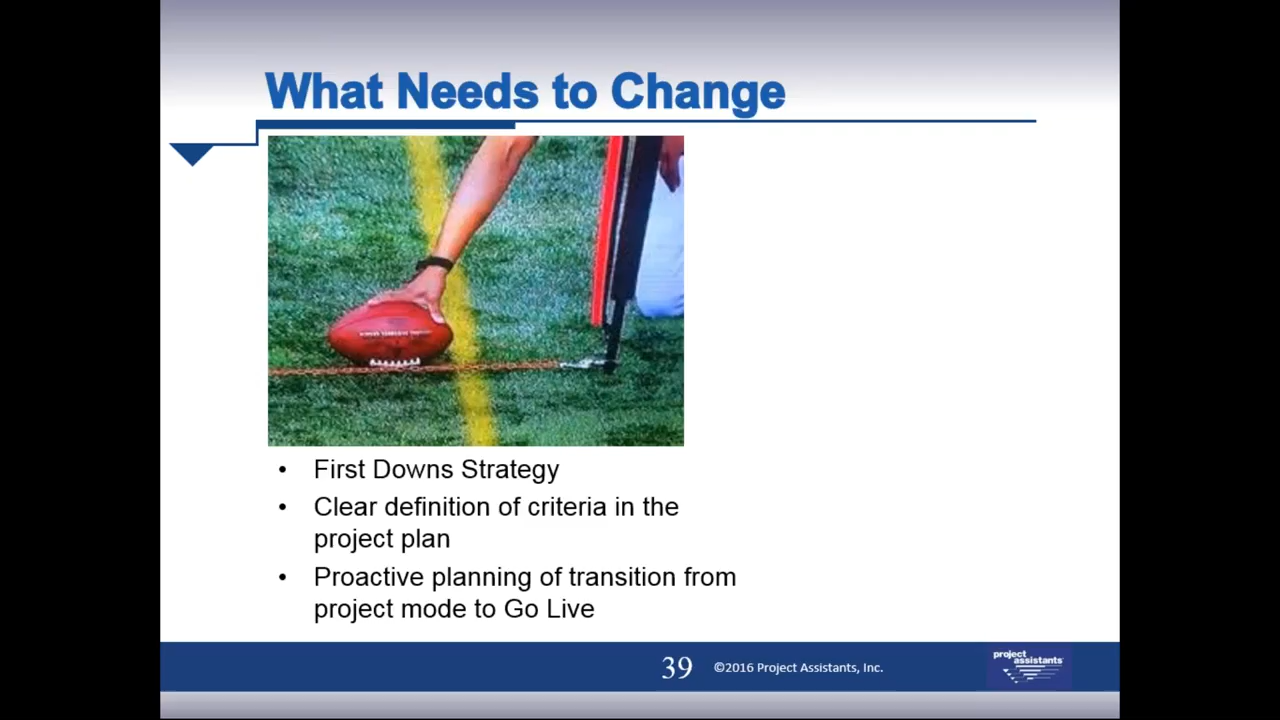 What Needs to Change
• First Downs Strategy
• Clear definition of criteria in the
project plan
• Proactive planning of transition from
project mode to Go Live
39
©2016 Project Assistants, Inc.
project
assistants